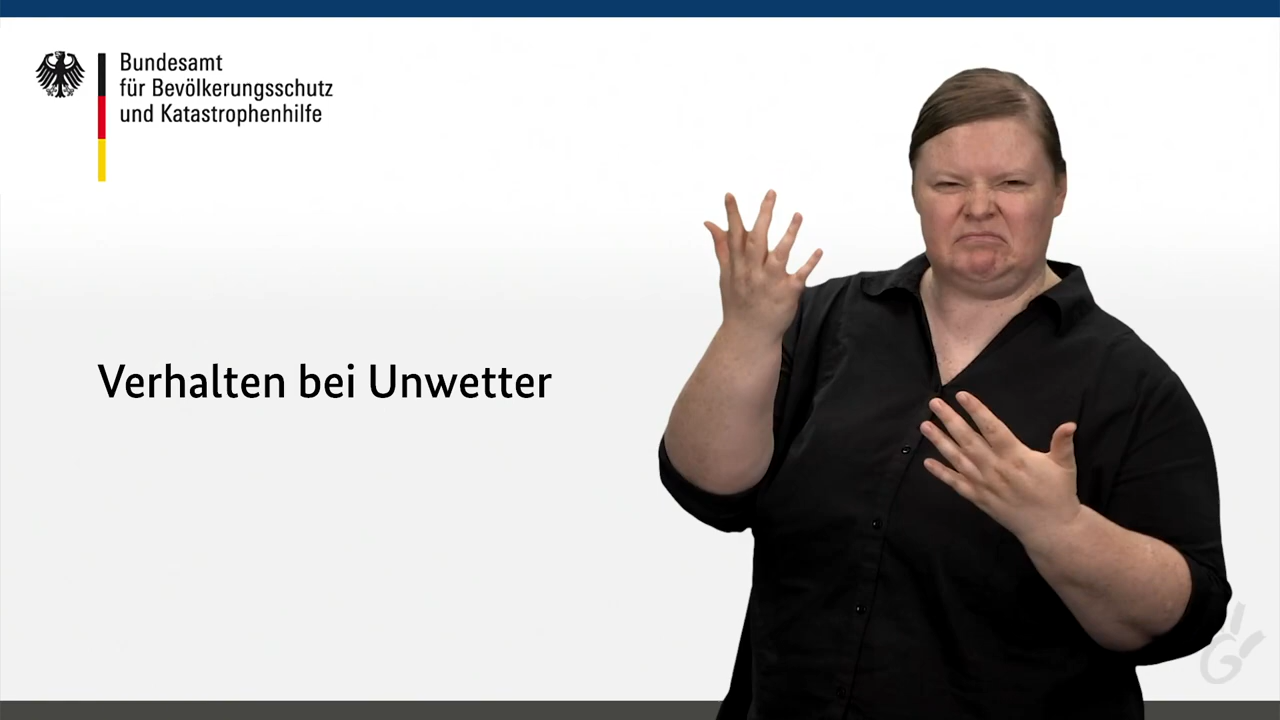 Bundesamt
für Bevölkerungsschutz
und Katastrophenhilfe
Verhalten bei Unwetter
G